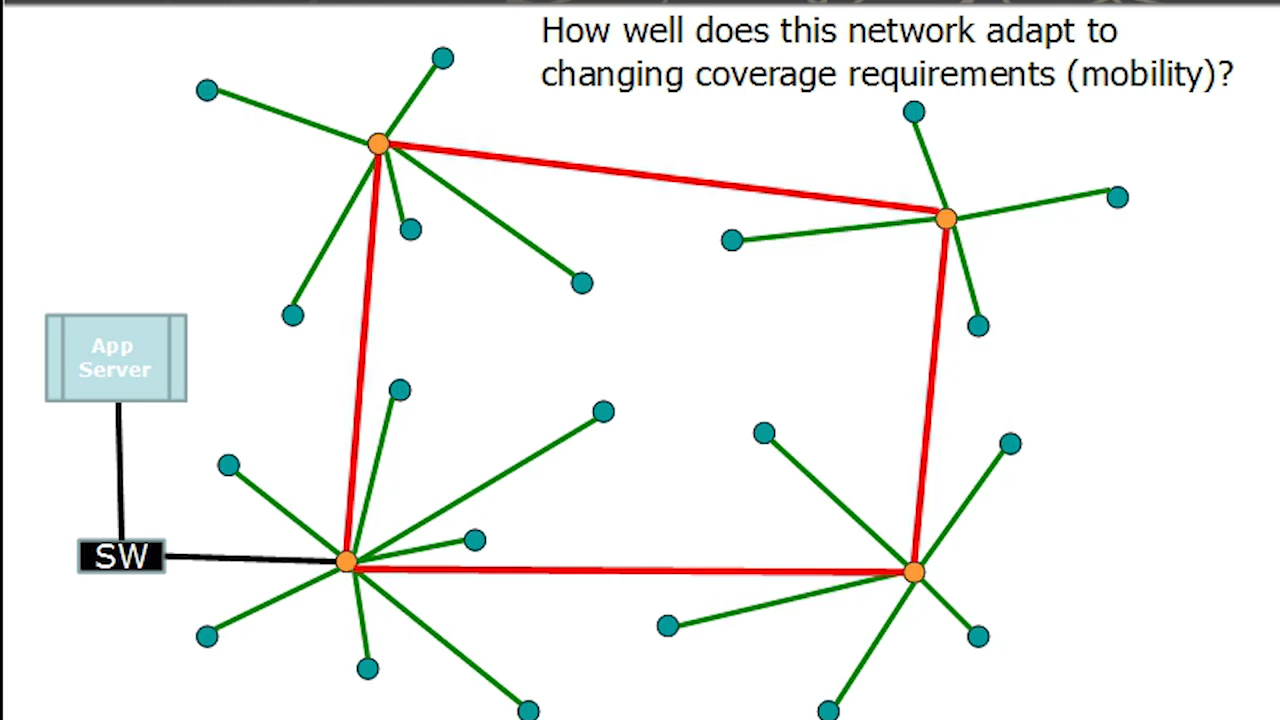 How well does this network adapt to
changing coverage requirements (mobility)?
App
Server
SW